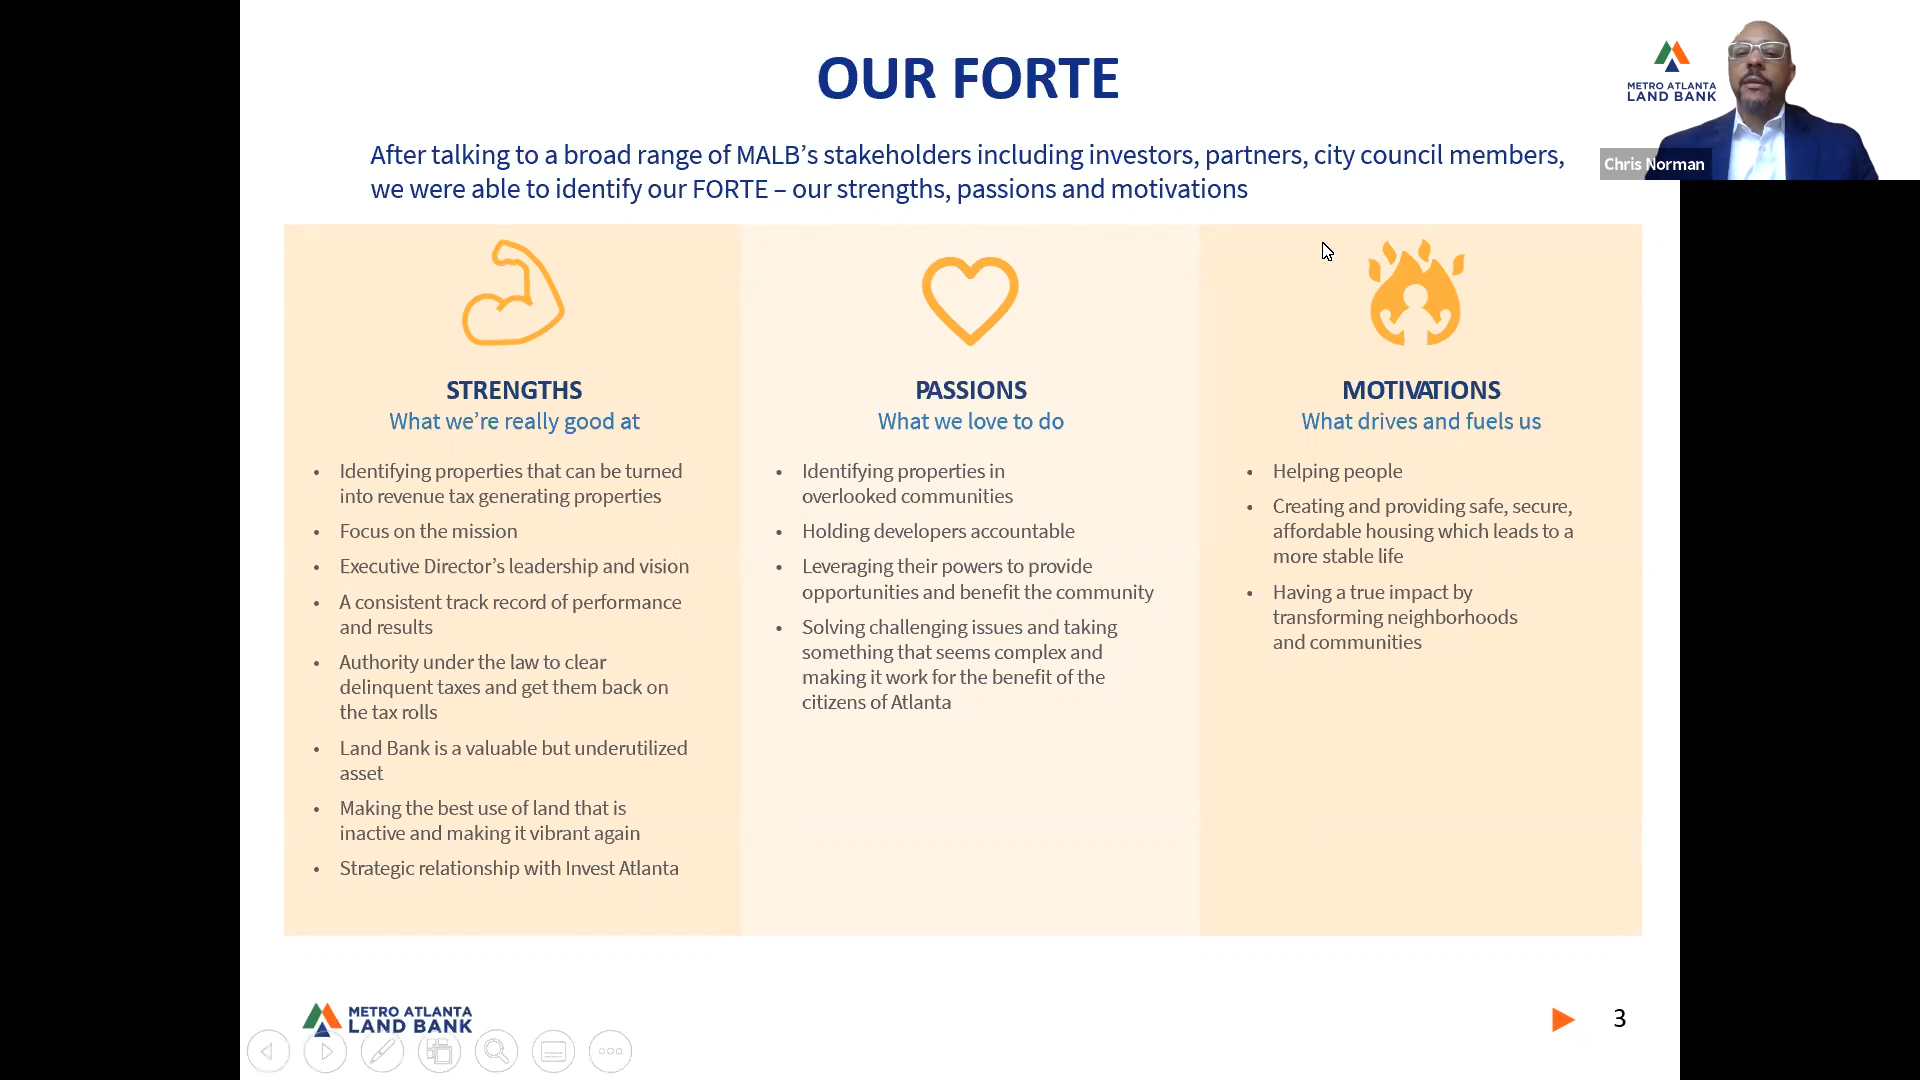 OUR FORTE
METRO ATLANTA
LAND BANK
Chris Norman
After talking to a broad range of MALB’s stakeholders including investors, partners, city council members,
we were able to identify our FORTE – our strengths, passions and motivations
STRENGTHS
What we’re really good at
• Identifying properties that can be turned
into revenue tax generating properties
• Focus on the mission
• Executive Director’s leadership and vision
• A consistent track record of performance
and results
• Authority under the law to clear
delinquent taxes and get them back on
the tax rolls
• Land Bank is a valuable but underutilized
asset
• Making the best use of land that is
inactive and making it vibrant again
• Strategic relationship with Invest Atlanta
PASSIONS
What we love to do
• Identifying properties in
overlooked communities
• Holding developers accountable
• Leveraging their powers to provide
opportunities and benefit the community
• Solving challenging issues and taking
something that seems complex and
making it work for the benefit of the
citizens of Atlanta
MOTIVATIONS
What drives and fuels us
• Helping people
• Creating and providing safe, secure,
affordable housing which leads to a
more stable life
• Having a true impact by
transforming neighborhoods
and communities
METRO ATLANTA
LAND BANK
3